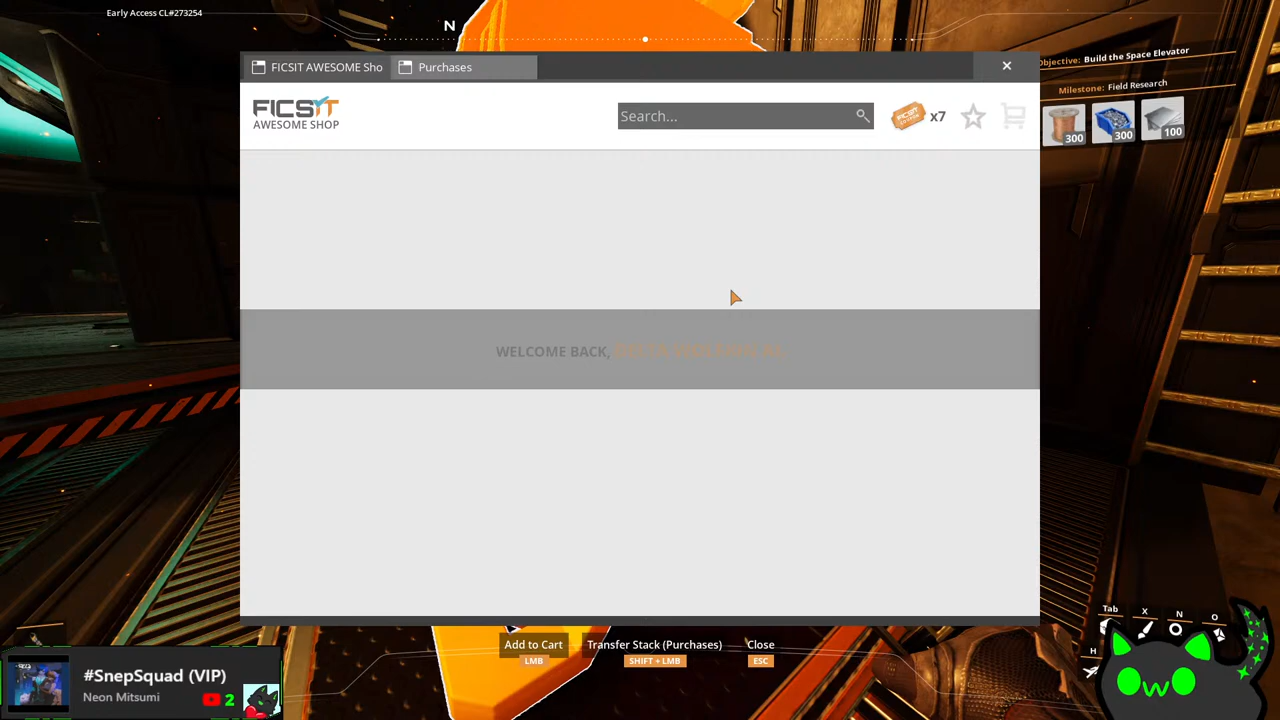 Early Access CL#273254
N
Objective: Build the Space Elevator
Milestone: Field Research
300
300
100
FICSIT AWESOME Sho
Purchases
FICSIT
AWESOME SHOP
Search...
x7
WELCOME BACK,
Add to Cart
LMB
Transfer Stack (Purchases)
SHIFT + LMB
Close
ESC
Tab
X
N
O
H
#SnepSquad (VIP)
Neon Mitsumi
2
OwO